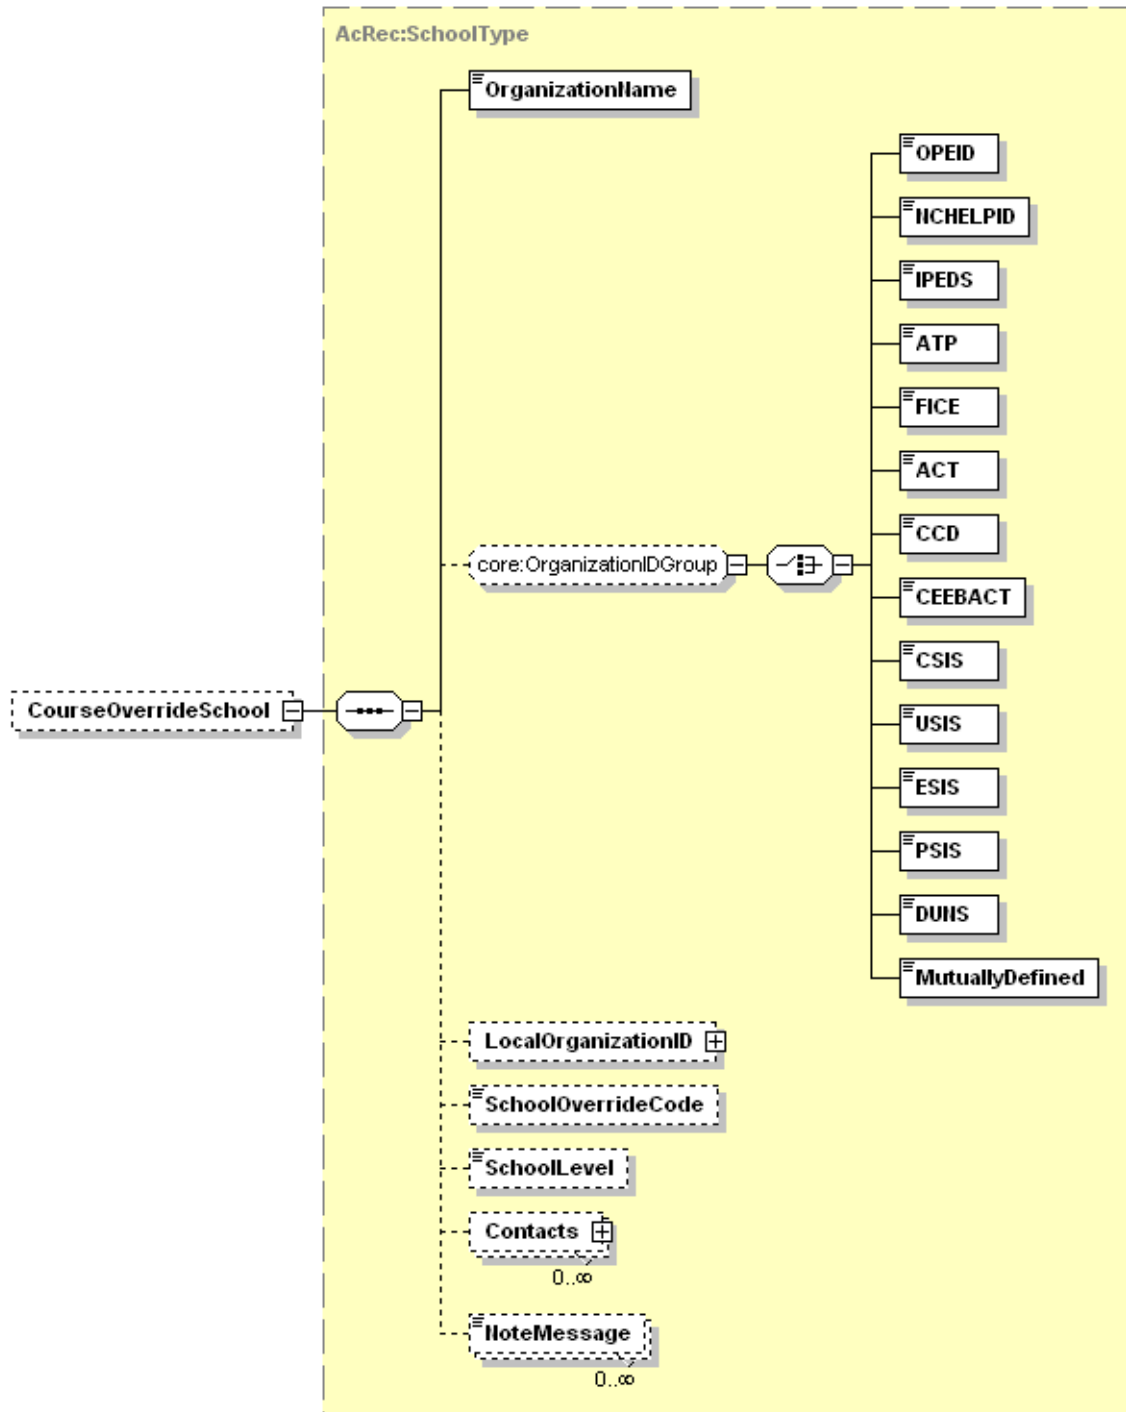 AcRec:SchoolType
OrganizationName
OPEID
NCHELPID
IPEDS
ATP
FICE
ACT
CCD
core:OrganizationIDGroup
CEEBACT
CSIS
CourseOverrideSchool
USIS
ESIS
PSIS
DUNS
MutuallyDefined
LocalOrganizationID
SchoolOverrideCode
SchoolLevel
Contacts
0..∞
NoteMessage
0..∞